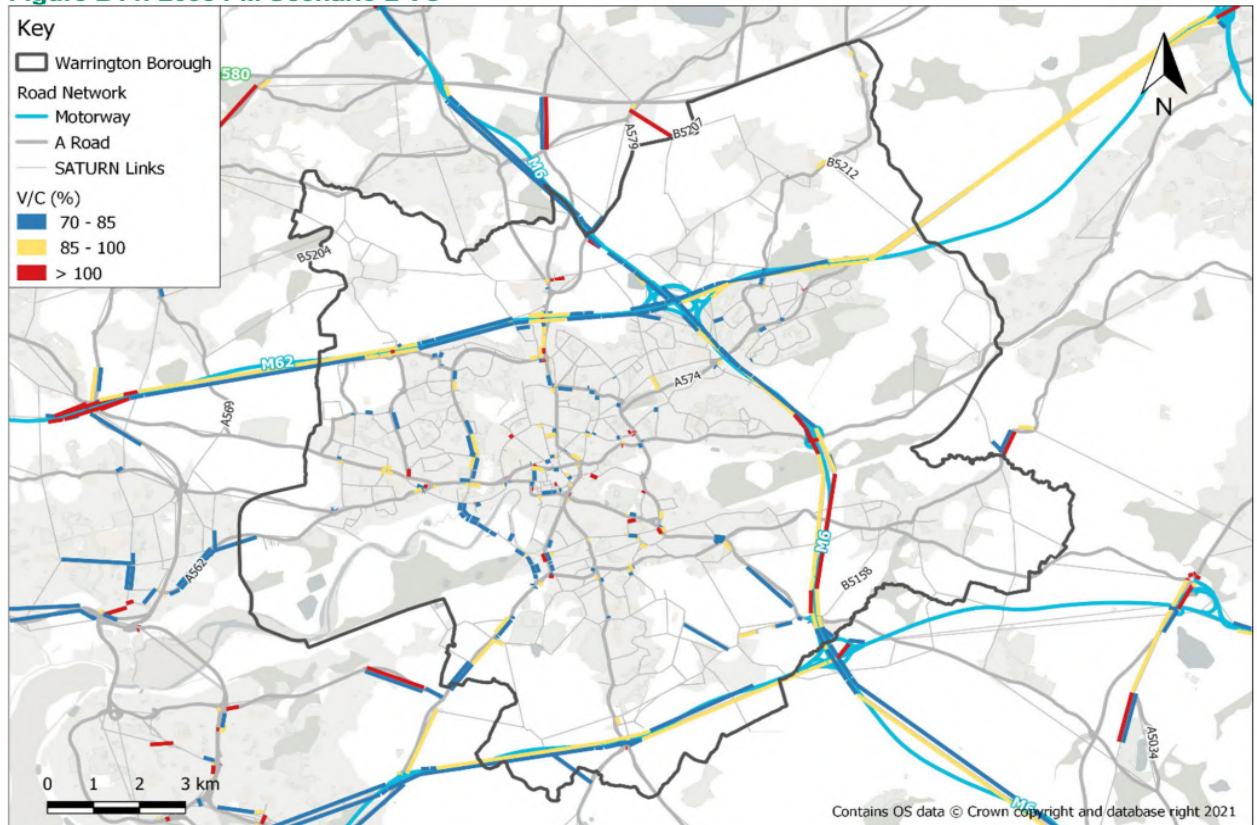 Key
Warrington Borough
Road Network
Motorway
A Road
SATURN Links
V/C (%)
70 - 85
85 - 100
> 100
580
M6
A579
B5207
B5212
N
B5204
M62
A569
A574
M6
A562
B5158
A5034
M6
0 1 2 3 km
Contains OS data © Crown copyright and database right 2021